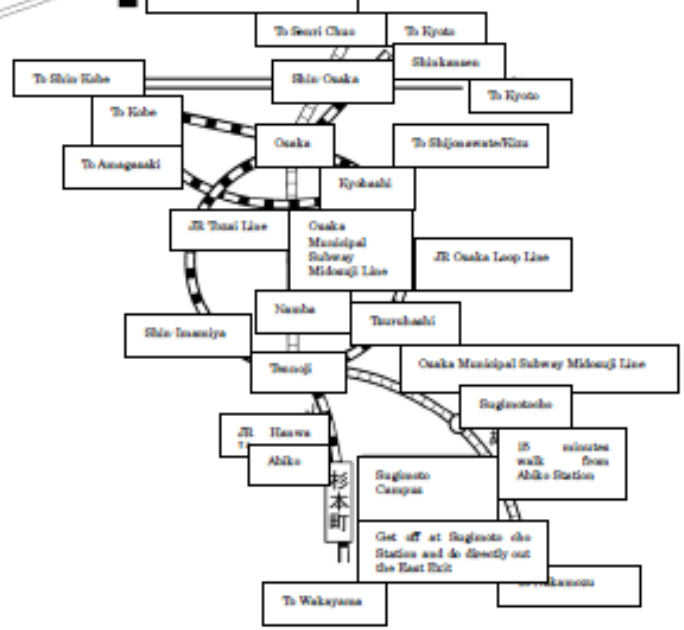 To Senri Chuo
To Kyoto
Shinkansen
To Shin-Kobe
Shin-Osaka
To Kyoto
To Kobe
Osaka
To Shijonawate/Kizu
To Amagasaki
Kyobashi
JR Tozai Line
Osaka
Municipal
Subway
Midosuji Line
JR Osaka Loop Line
Namba
Tsuruhashi
Shin-Imamiya
Tennoji
Osaka Municipal Subway Midosuji Line
Sugimotocho
JR Hanwa
Abiko
15 minutes
walk from
Abiko Station
Sugimoto
Campus
杉本町
Get off at Sugimoto cho
Station and do directly out
the East Exit
To Wakayama